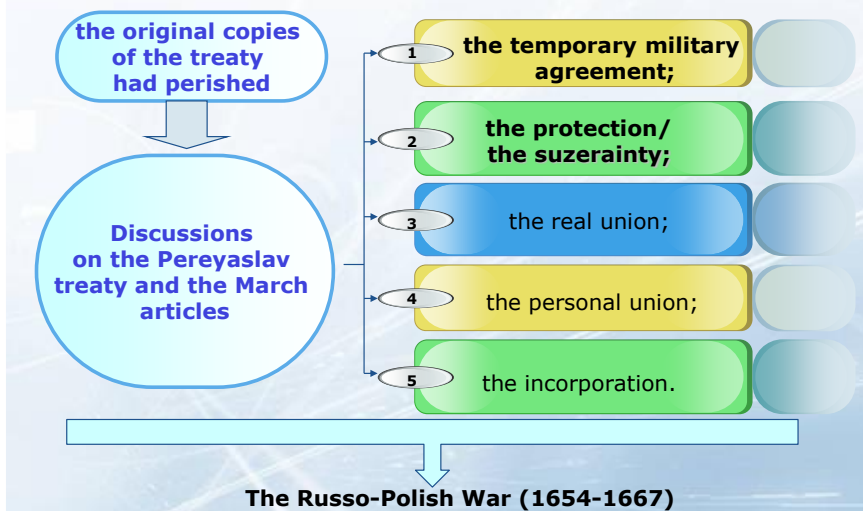 the original copies
of the treaty
had perished
Discussions
on the Pereyaslav
treaty and the March
articles
1
the temporary military
agreement;
2
the protection/
the suzerainty;
3
the real union;
4
the personal union;
5
the incorporation.
The Russo-Polish War (1654-1667)